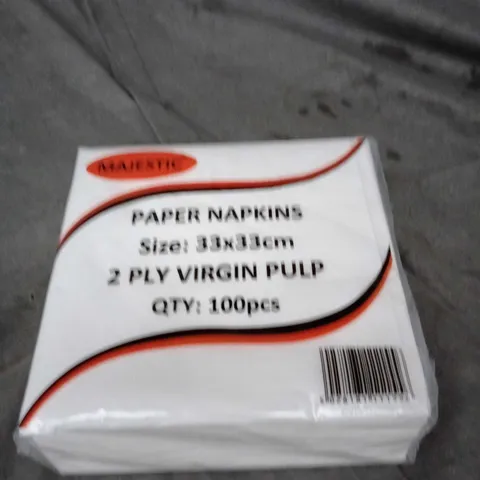 MAJESTIC
PAPER NAPKINS
Size: 33x33cm
2 PLY VIRGIN PULP
QTY: 100pcs